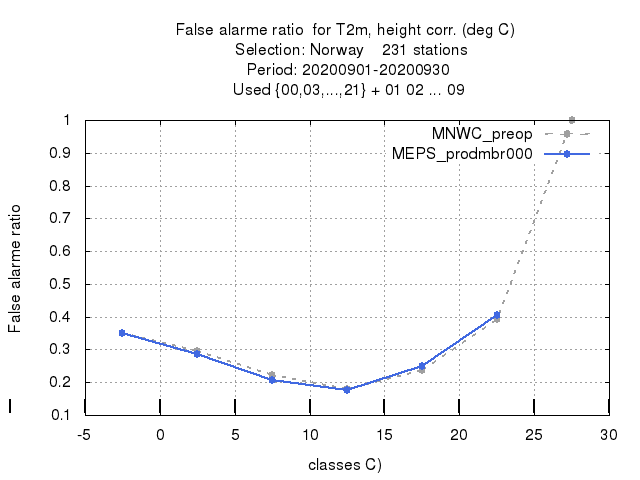 False alarme ratio  for T2m, height corr. (deg C)
Selection: Norway    231 stations
Period: 20200901-20200930
Used {00,03,...,21} + 01 02 ... 09
MNWC_preop
MEPS_prodmbr000
1
0.9
0.8
0.7
0.6
0.5
0.4
0.3
0.2
0.1
False alarme ratio
-5 0 5 10 15 20 25 30
classes C)